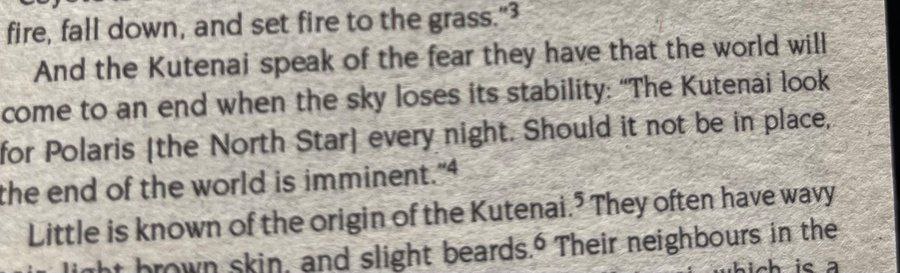 fire, fall down, and set fire to the grass."3
And the Kutenai speak of the fear they have that the world will
come to an end when the sky loses its stability: "The Kutenai look
for Polaris [the North Star] every night. Should it not be in place,
the end of the world is imminent."4
Little is known of the origin of the Kutenai.5 They often have wavy
light brown skin, and slight beards.6 Their neighbours in the
which is a